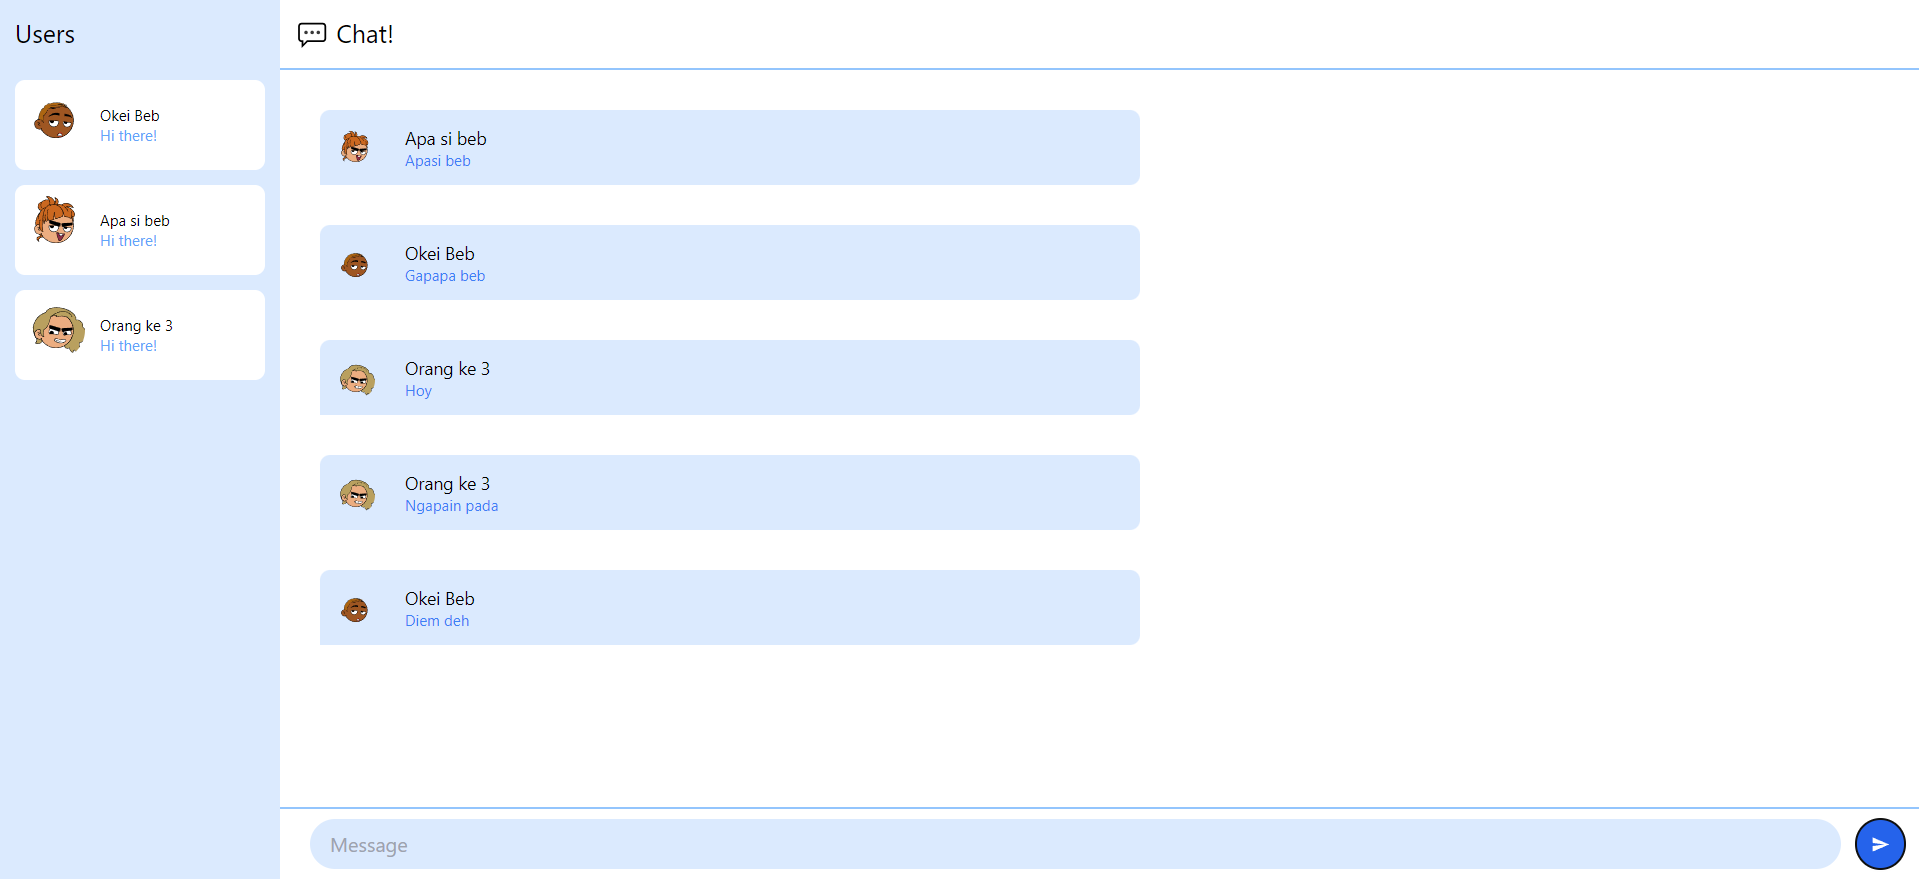 Users
Okei Beb
Hi there!
Apa si beb
Hi there!
Orang ke 3
Hi there!
Chat!
Apa si beb
Apasi beb
Okei Beb
Gapapa beb
Orang ke 3
Hoy
Orang ke 3
Ngapain pada
Okei Beb
Diem deh
Message